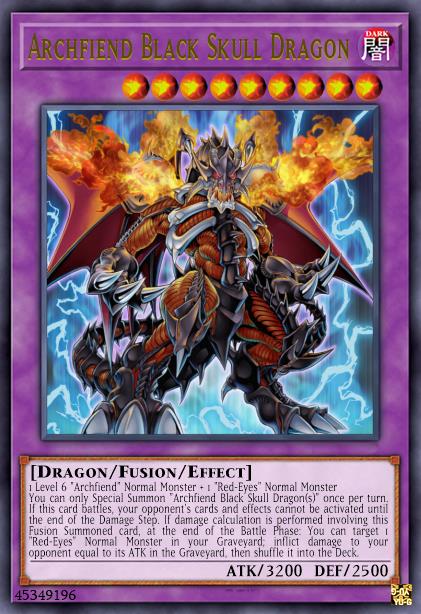 Archfiend Black Skull Dragon
DARK
闇
[Dragon/Fusion/Effect]
1 Level 6 "Archfiend" Normal Monster + 1 "Red-Eyes" Normal Monster
You can only Special Summon "Archfiend Black Skull Dragon(s)" once per turn.
If this card battles, your opponent's cards and effects cannot be activated until
the end of the Damage Step. If damage calculation is performed involving this
Fusion Summoned card, at the end of the Battle Phase: You can target 1
"Red-Eyes" Normal Monster in your Graveyard; inflict damage to your
opponent equal to its ATK in the Graveyard, then shuffle it into the Deck.
ATK/3200 DEF/2500
45349196